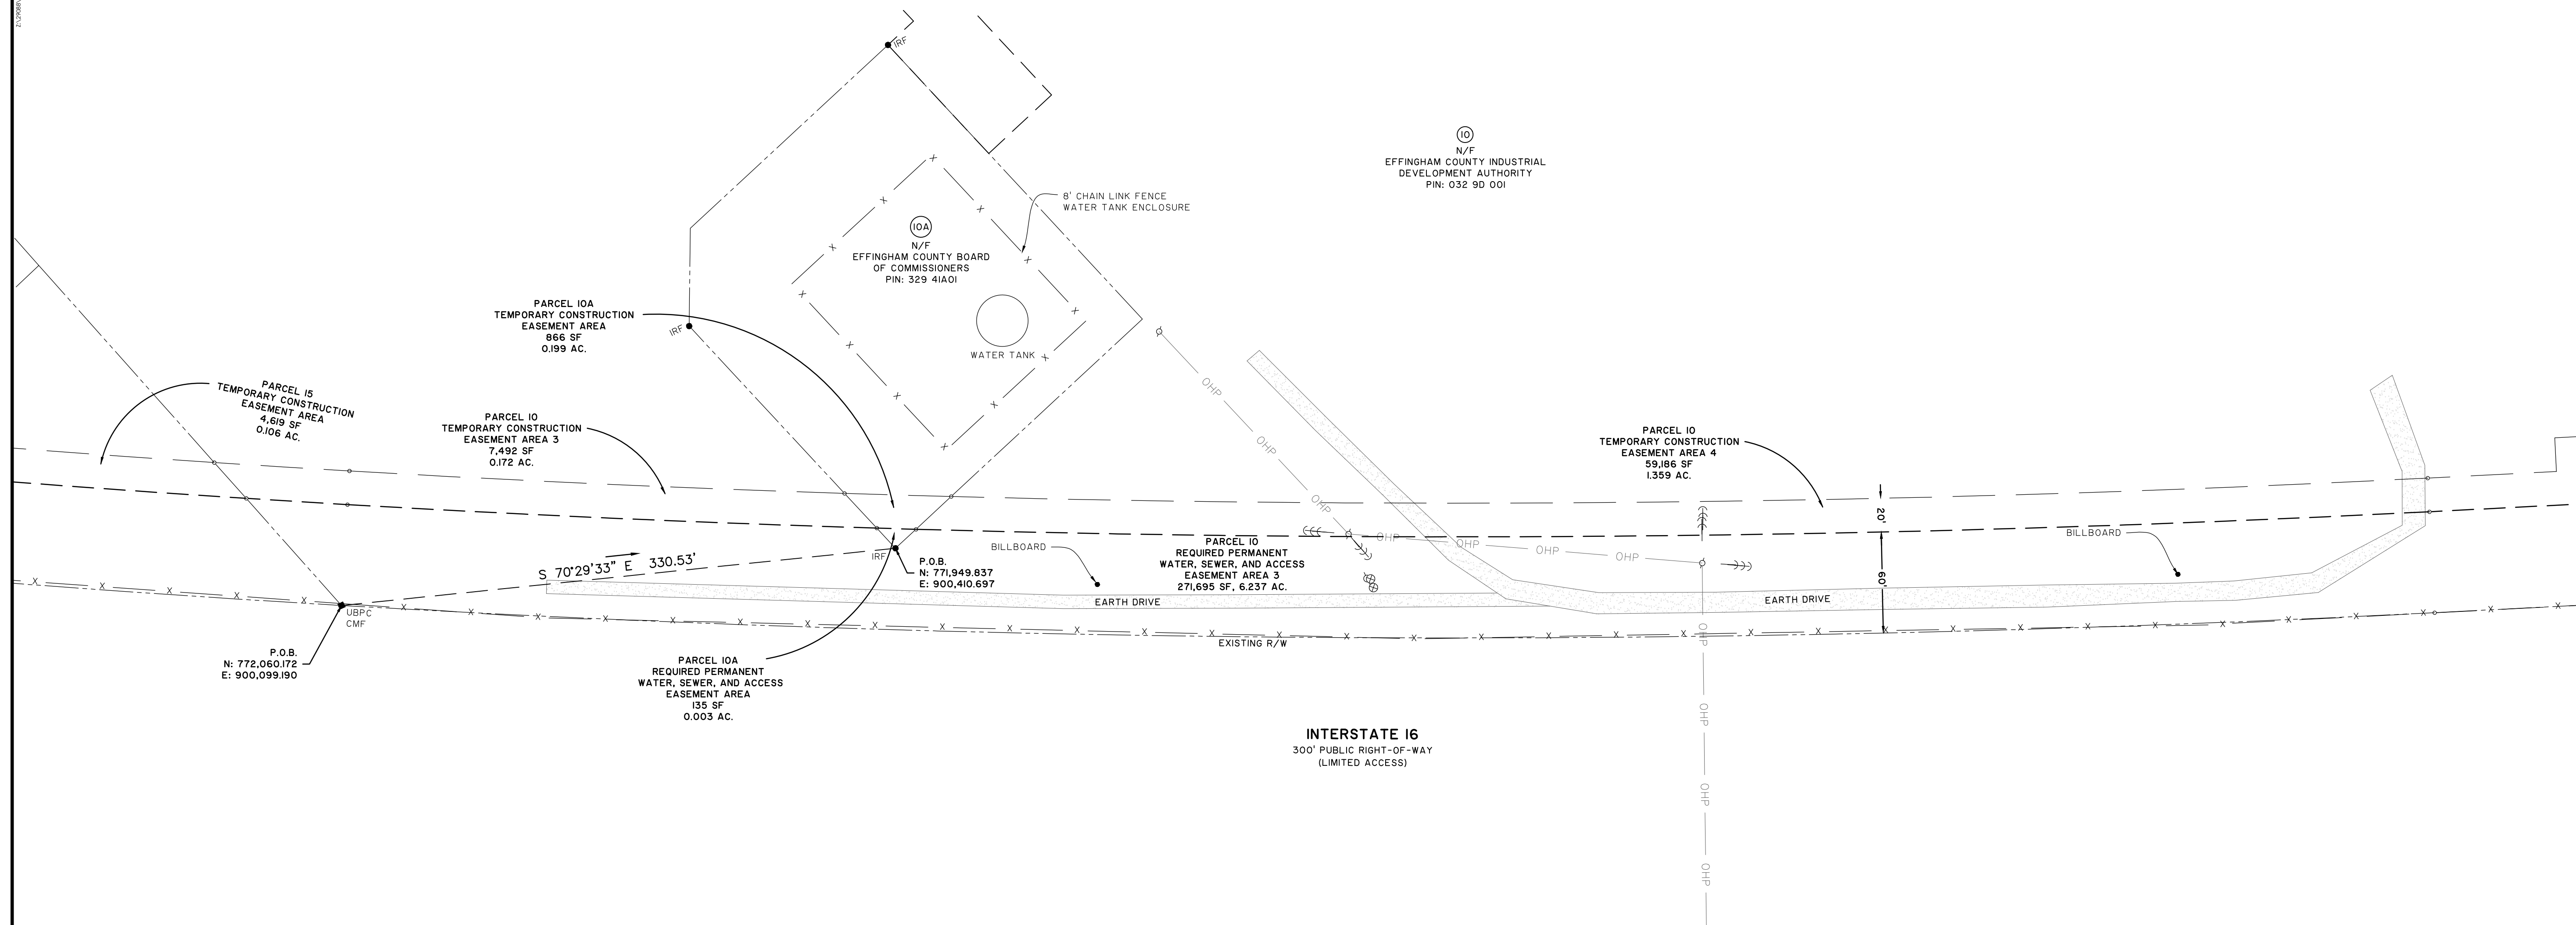 Z:\29088\
IRF
10
N/F
EFFINGHAM COUNTY INDUSTRIAL
DEVELOPMENT AUTHORITY
PIN: 032 9D 001
8' CHAIN LINK FENCE
WATER TANK ENCLOSURE
10A
N/F
EFFINGHAM COUNTY BOARD
OF COMMISSIONERS
PIN: 329 41A01
WATER TANK
PARCEL 10A
TEMPORARY CONSTRUCTION
EASEMENT AREA
866 SF
0.199 AC.
IRF
PARCEL 15
TEMPORARY CONSTRUCTION
EASEMENT AREA
4,619 SF
0.106 AC.
PARCEL 10
TEMPORARY CONSTRUCTION
EASEMENT AREA 3
7,492 SF
0.172 AC.
OHP
OHP
OHP
OHP
OHP
OHP
OHP
PARCEL 10
TEMPORARY CONSTRUCTION
EASEMENT AREA 4
59,186 SF
1.359 AC.
20'
60'
BILLBOARD
BILLBOARD
IRF
S 70°29'33" E 330.53'
P.O.B.
N: 771,949.837
E: 900,410.697
PARCEL 10
REQUIRED PERMANENT
WATER, SEWER, AND ACCESS
EASEMENT AREA 3
271,695 SF, 6.237 AC.
EARTH DRIVE
EARTH DRIVE
UBPC
CMF
P.O.B.
N: 772,060.172
E: 900,099.190
EXISTING R/W
PARCEL 10A
REQUIRED PERMANENT
WATER, SEWER, AND ACCESS
EASEMENT AREA
135 SF
0.003 AC.
OHP
OHP
OHP
OHP
INTERSTATE 16
300' PUBLIC RIGHT-OF-WAY
(LIMITED ACCESS)